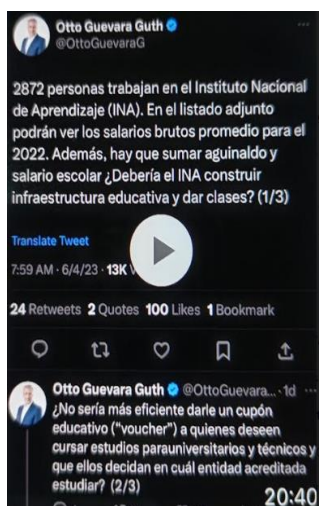 Otto Guevara Guth
@OttoGuevaraG
2872 personas trabajan en el Instituto Nacional
de Aprendizaje (INA). En el listado adjunto
podrán ver los salarios brutos promedio para el
2022. Además, hay que sumar aguinaldo y
salario escolar ¿Debería el INA construir
infraestructura educativa y dar clases? (1/3)
Translate Tweet
7:59 AM · 6/4/23 · 13K
24 Retweets 2 Quotes 100 Likes 1 Bookmark
Otto Guevara Guth @OttoGuevara... · 1d
¿No sería más eficiente darle un cupón
educativo ("voucher") a quienes deseen
cursar estudios parauniversitarios y técnicos y
que ellos decidan en cuál entidad acreditada
estudiar? (2/3)
20:40